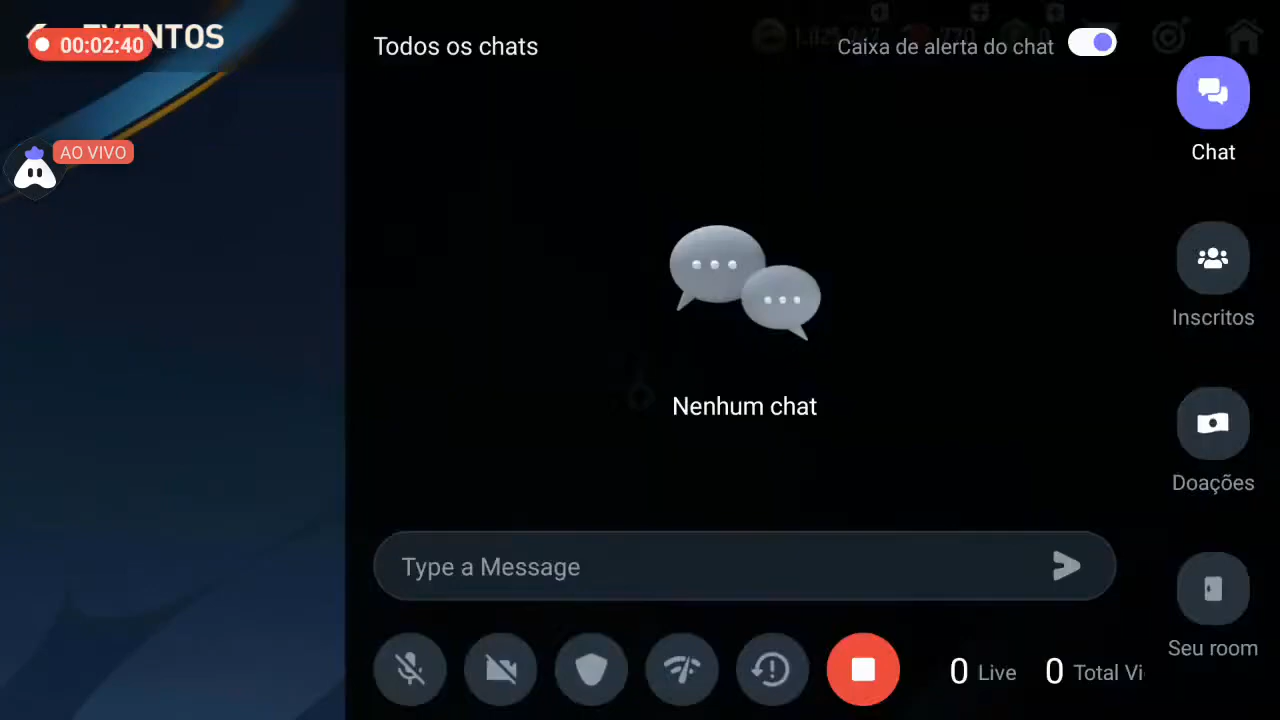 EVENTOS
00:02:40
Todos os chats
Caixa de alerta do chat
AO VIVO
Chat
Inscritos
Nenhum chat
Doações
Type a Message
Seu room
0 Live
0 Total Vi